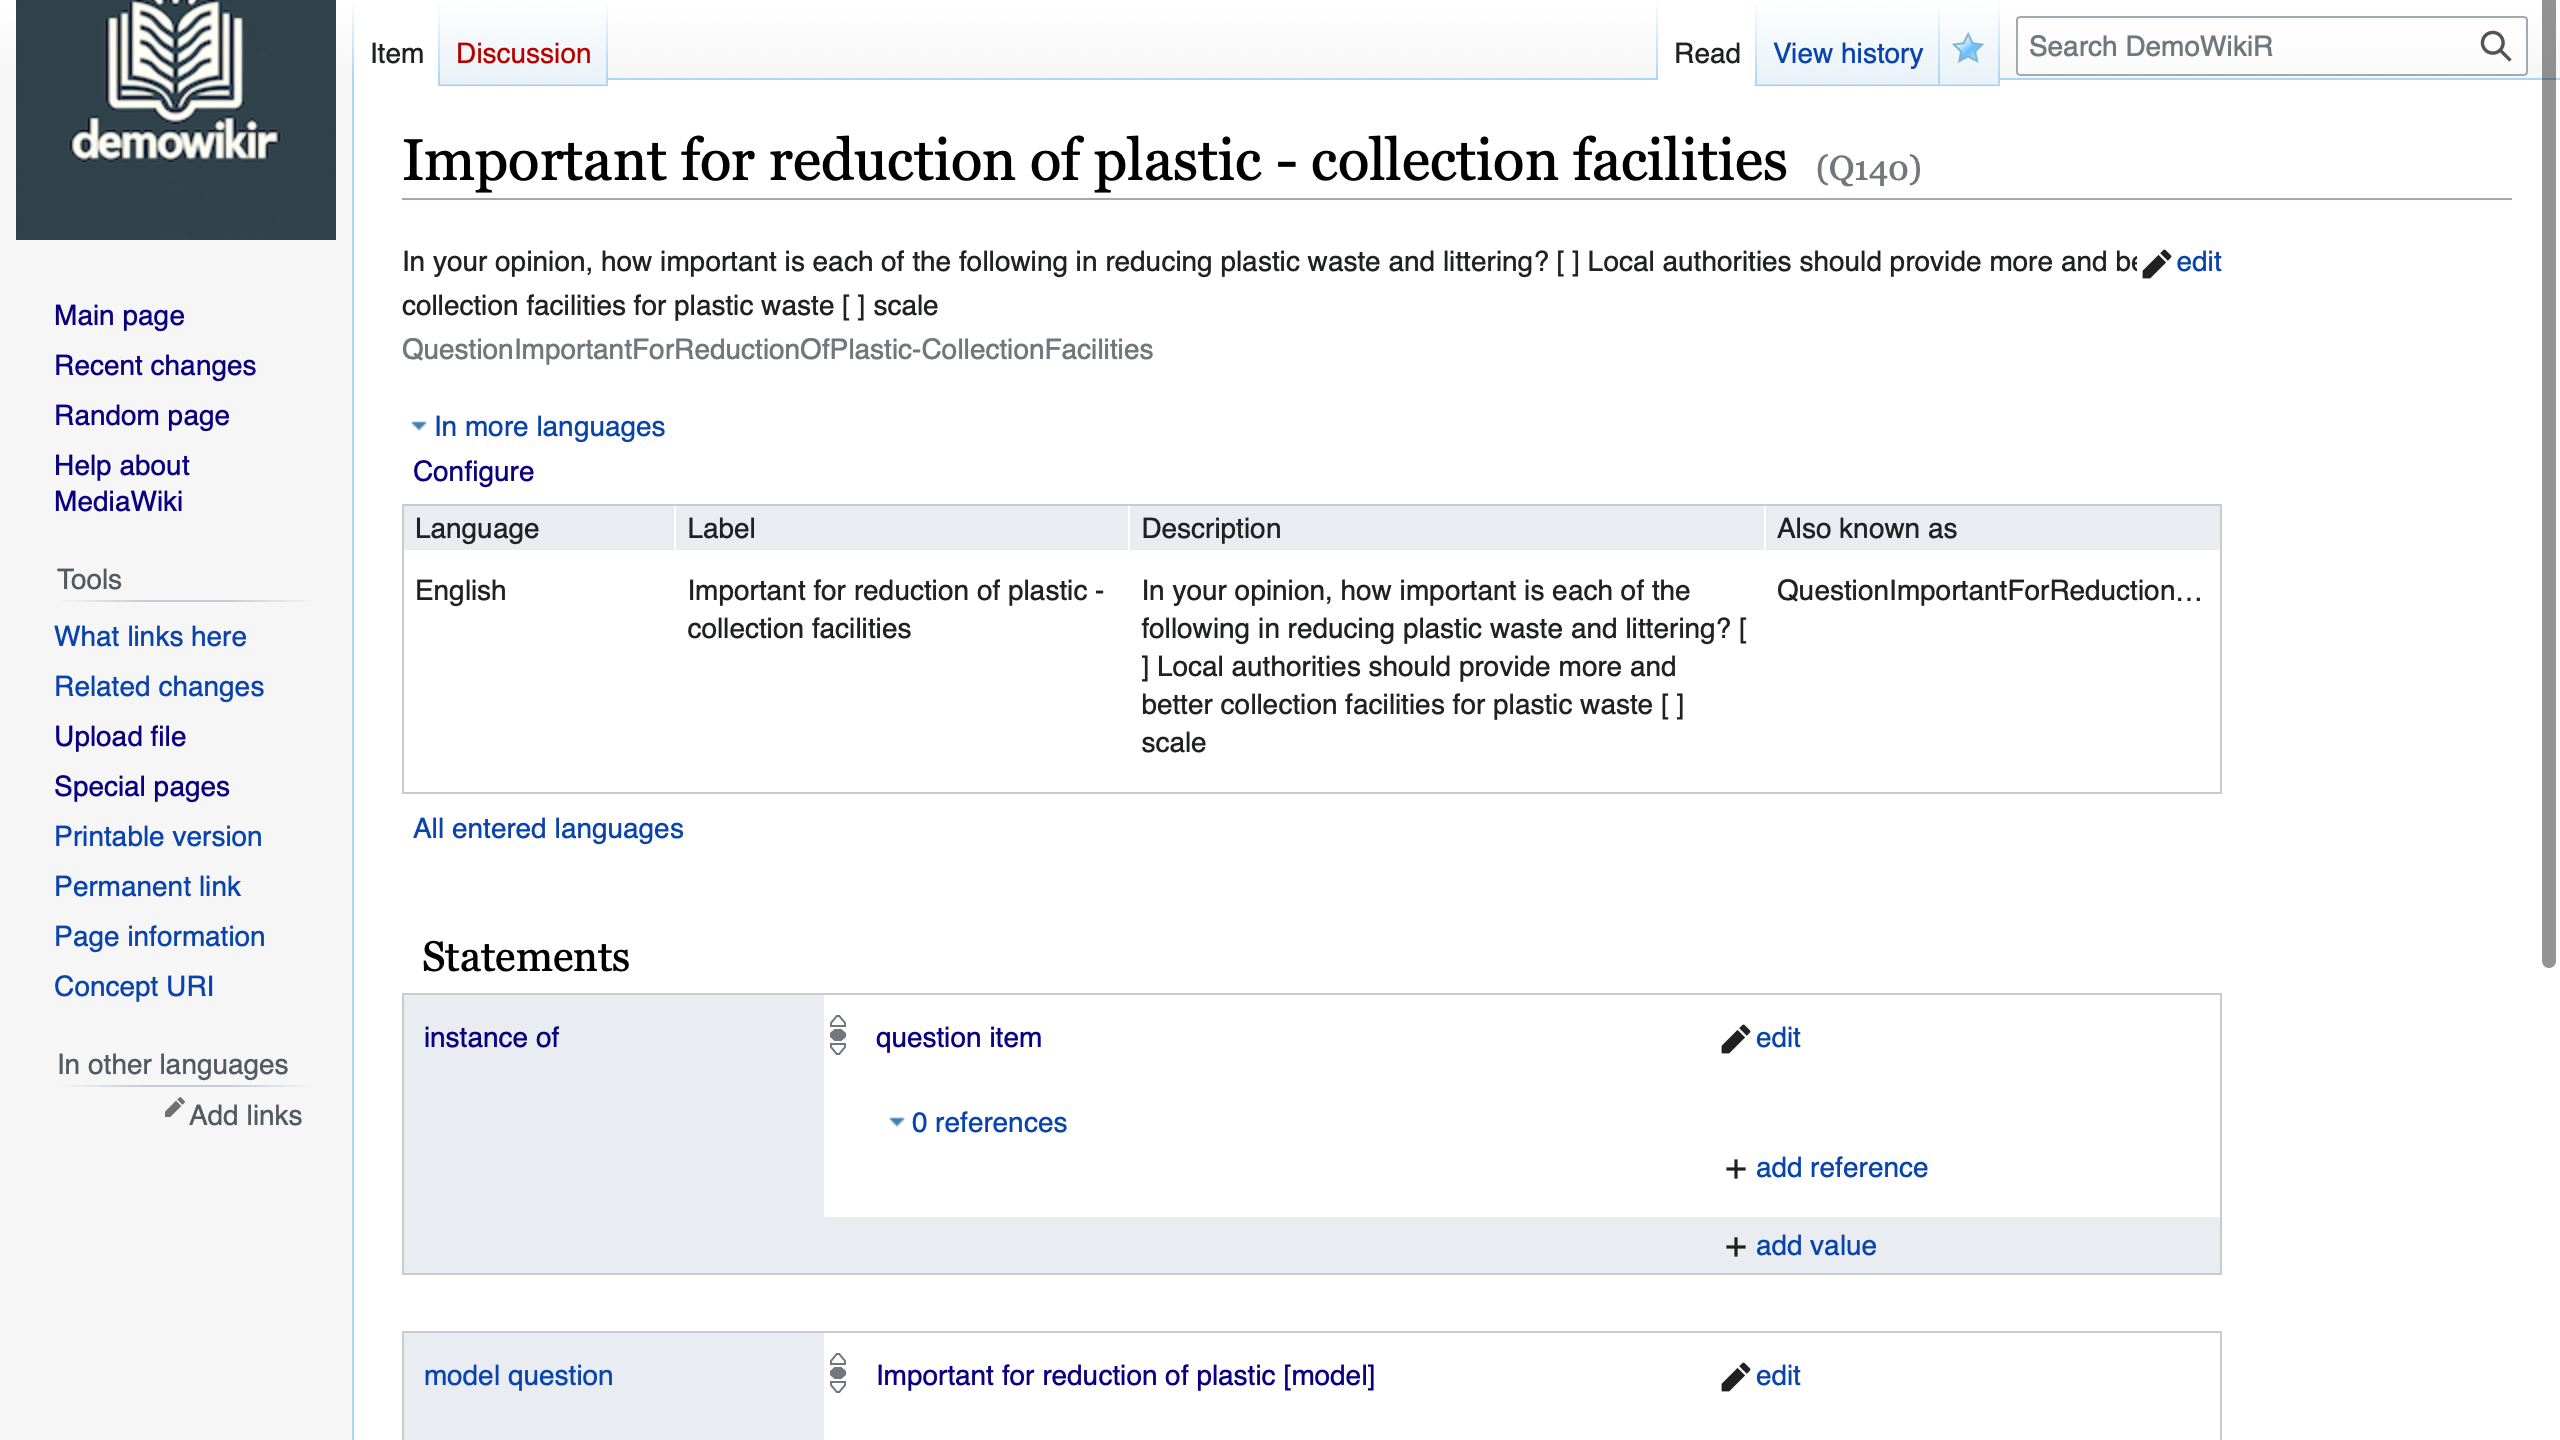 demowikir
Item
Discussion
Read
View history
Search DemoWikiR
Important for reduction of plastic - collection facilities (Q140)
In your opinion, how important is each of the following in reducing plastic waste and littering? [ ] Local authorities should provide more and
edit
collection facilities for plastic waste [ ] scale
QuestionImportantForReductionOfPlastic-CollectionFacilities
In more languages
Configure
Language Label Description Also known as
English
Important for reduction of plastic -
collection facilities
In your opinion, how important is each of the
following in reducing plastic waste and littering? [
] Local authorities should provide more and
better collection facilities for plastic waste [ ]
scale
QuestionImportantForReduction…
All entered languages
Statements
instance of
question item
edit
0 references
+ add reference
+ add value
model question
Important for reduction of plastic [model]
edit
Main page
Recent changes
Random page
Help about
MediaWiki
Tools
What links here
Related changes
Upload file
Special pages
Printable version
Permanent link
Page information
Concept URI
In other languages
Add links